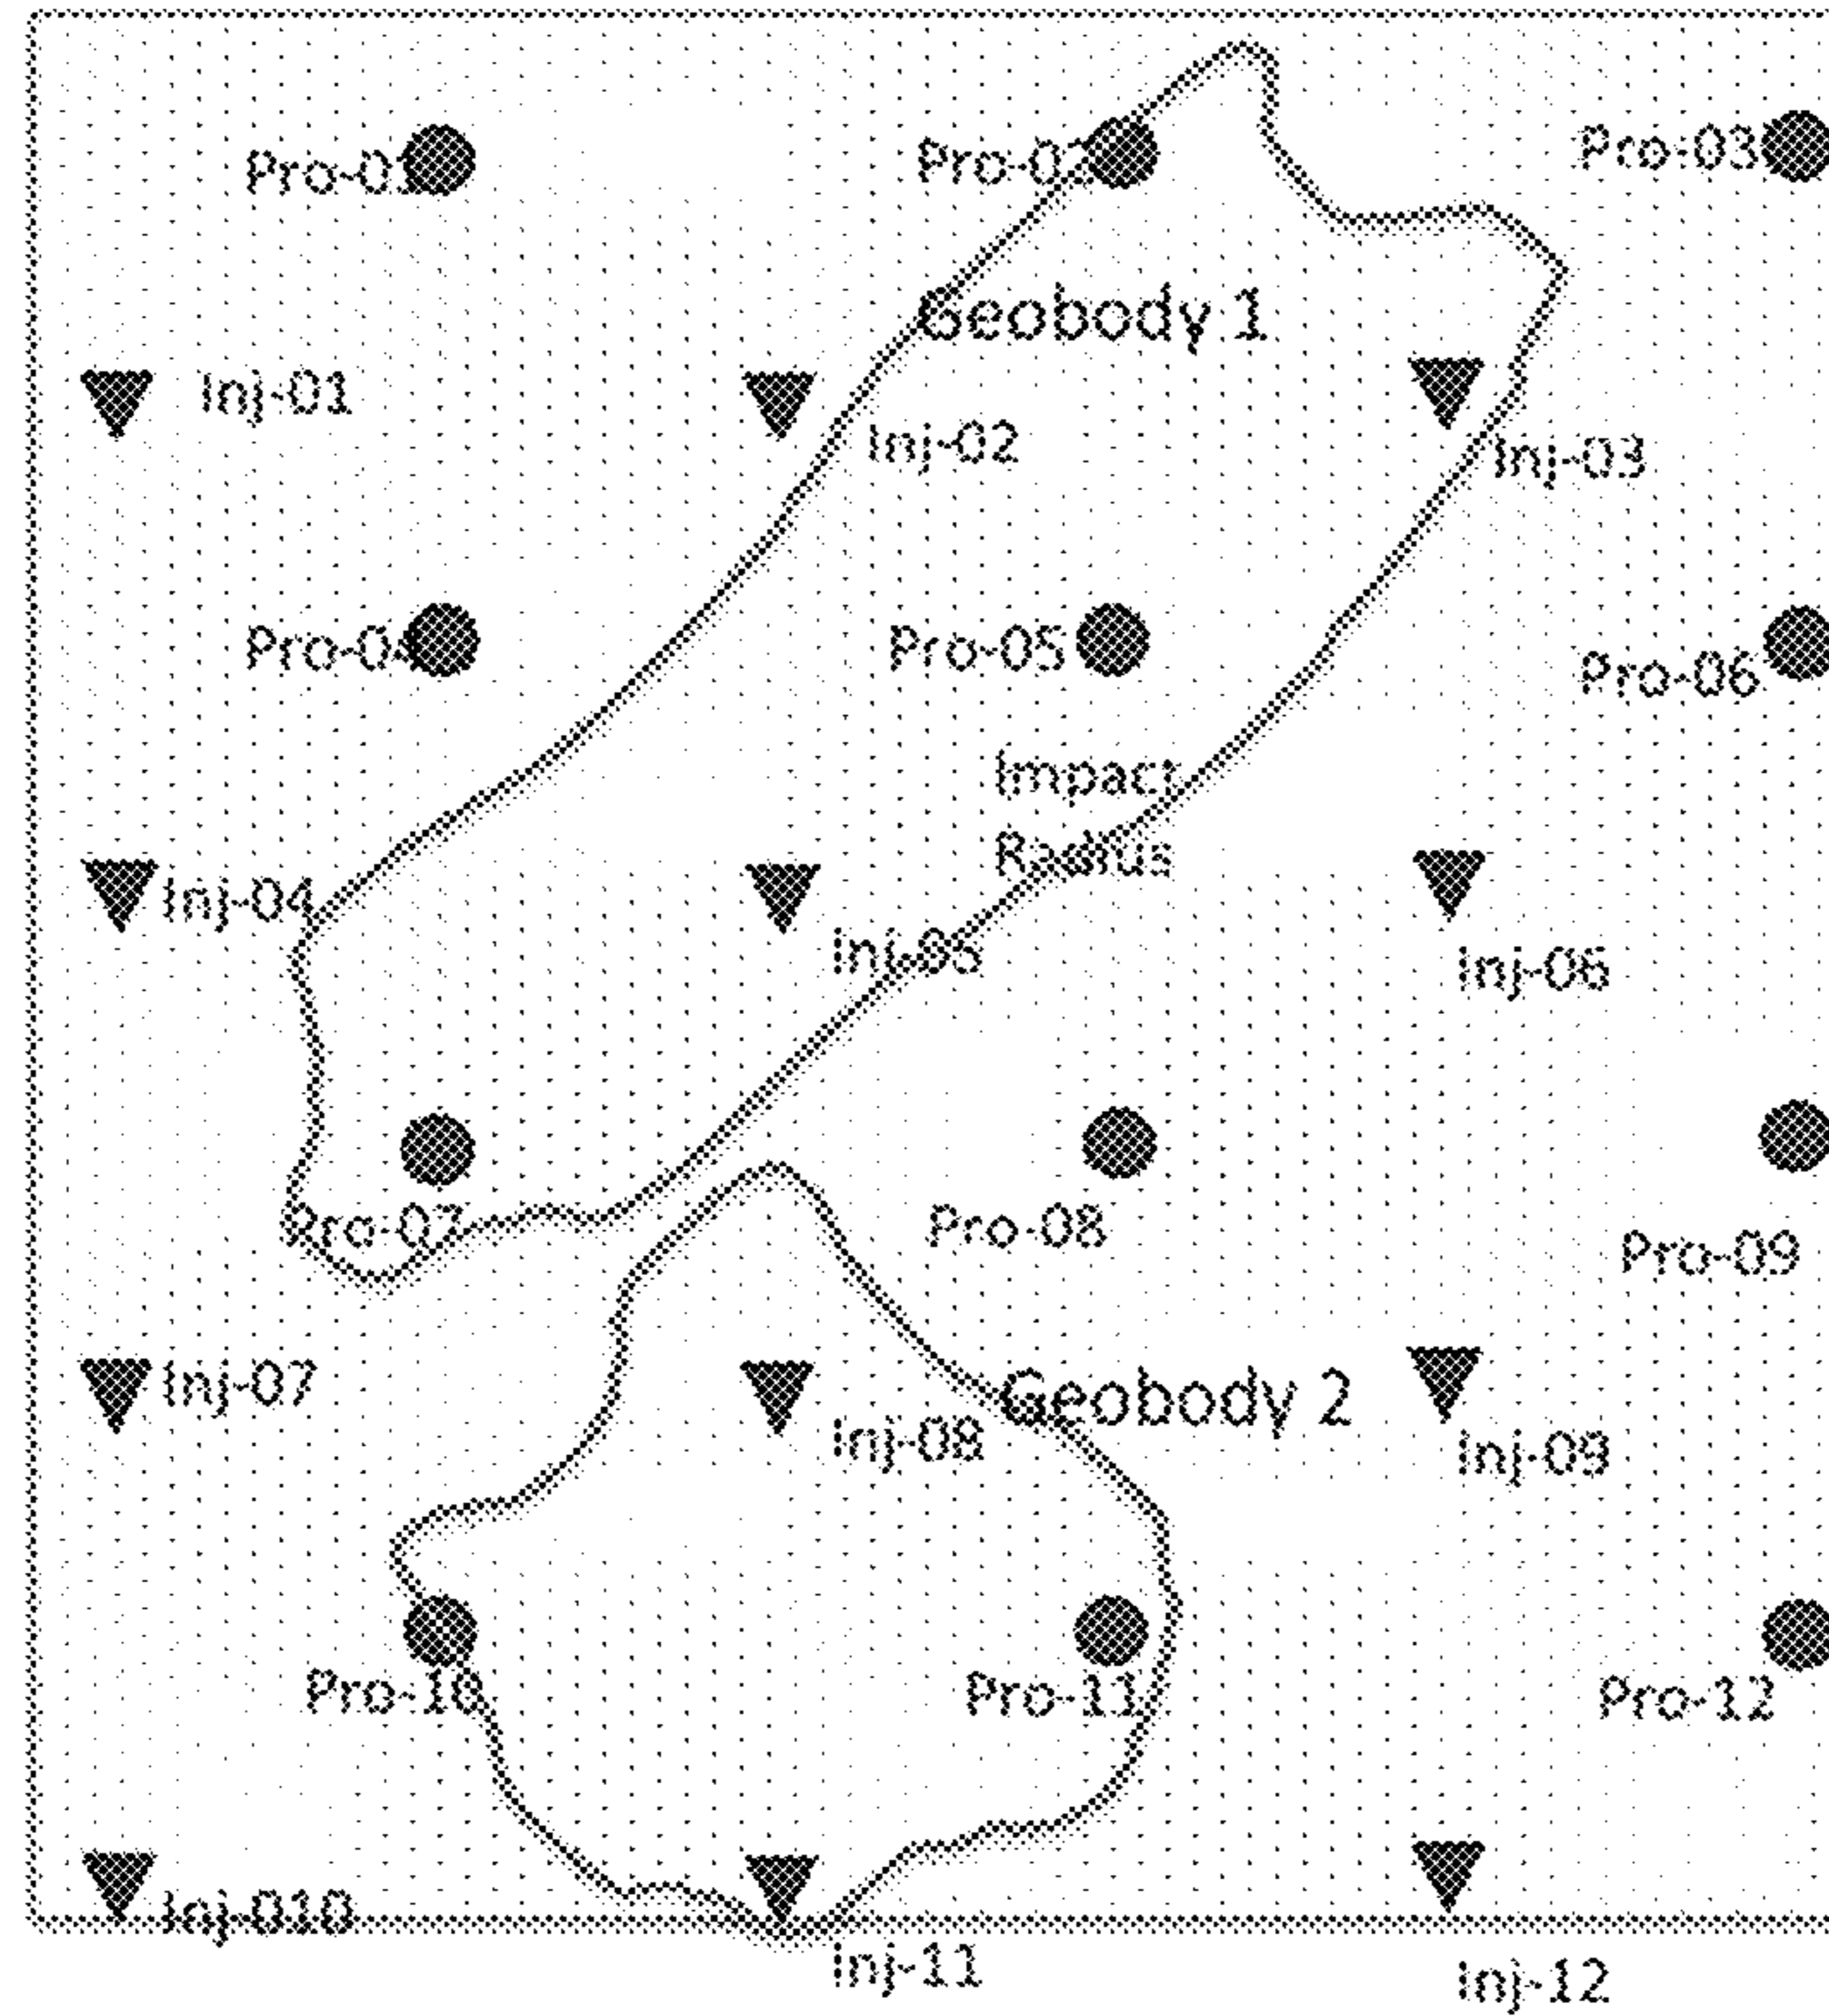 Pro-01
Pro-02
Pro-03
Geobody 1
Inj-01
Inj-02
Inj-03
Pro-04
Pro-05
Pro-06
Impact
Radius
Inj-04
Inj-05
Inj-06
Pro-07
Pro-08
Pro-09
Inj-07
Geobody 2
Inj-08
Inj-09
Pro-10
Pro-11
Pro-12
Inj-010
Inj-11
Inj-12